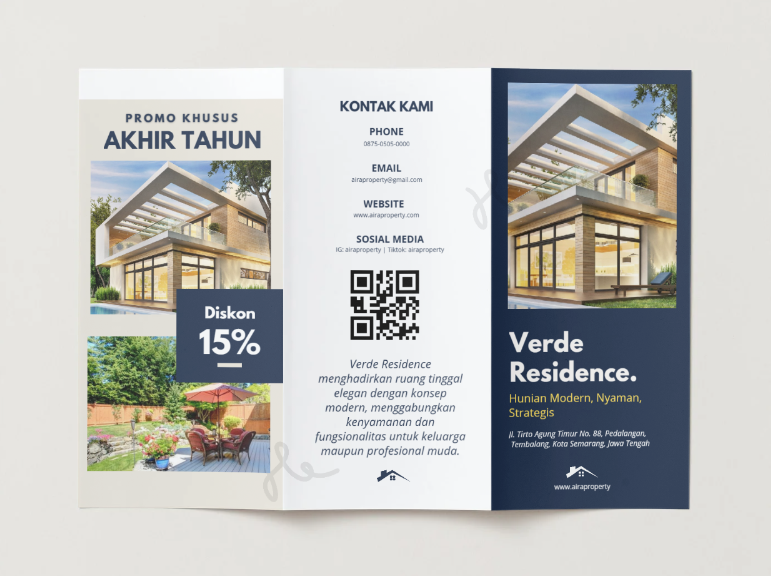 PROMO KHUSUS
AKHIR TAHUN
Diskon
15%
KONTAK KAMI
PHONE
0875-0505-0000
EMAIL
ziraproperty@gmail.com
WEBSITE
www.airaproperty.com
SOSIAL MEDIA
IG: airaproperty | Tiktok: airaproperty
Verde Residence
menghadirkan ruang tinggal
elegan dengan konsep
modern, menggabungkan
kenyamanan dan
fungsionalitas untuk keluarga
maupun profesional muda.
Verde
Residence.
Hunian Modern, Nyaman,
Strategis
Jl. Tirto Agung Timur No. 88, Pedalangan,
Tembalang, Kota Semarang, Jawa Tengah
www.airaproperty